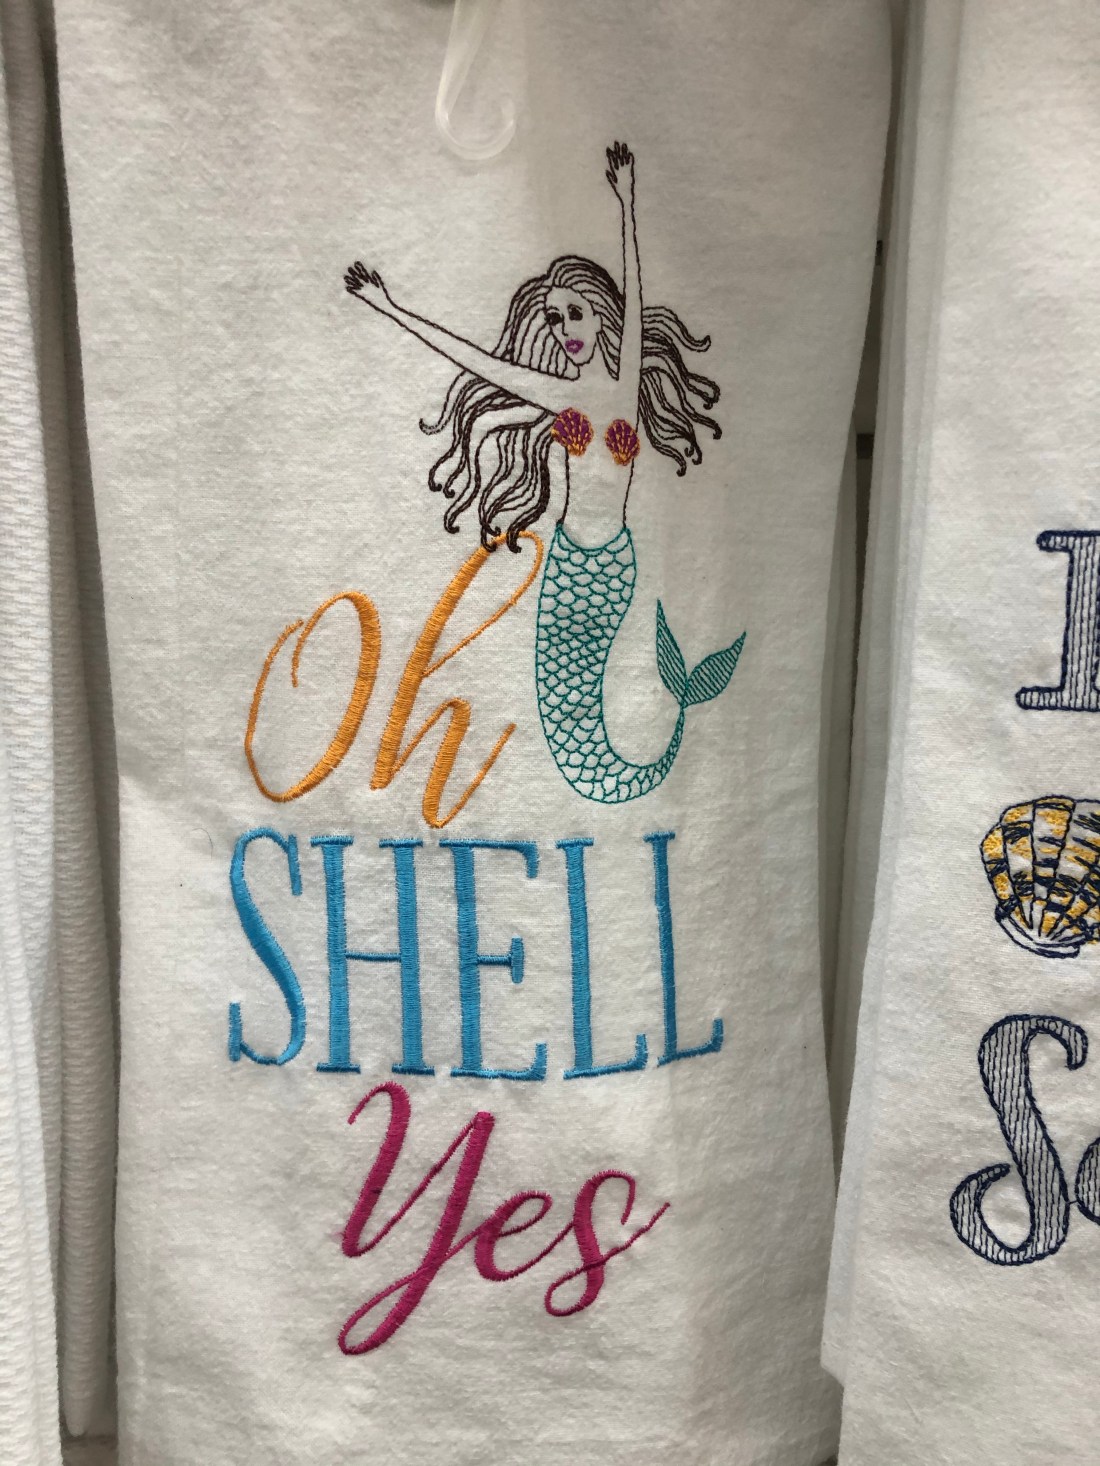 Oh
SHELL
Yes